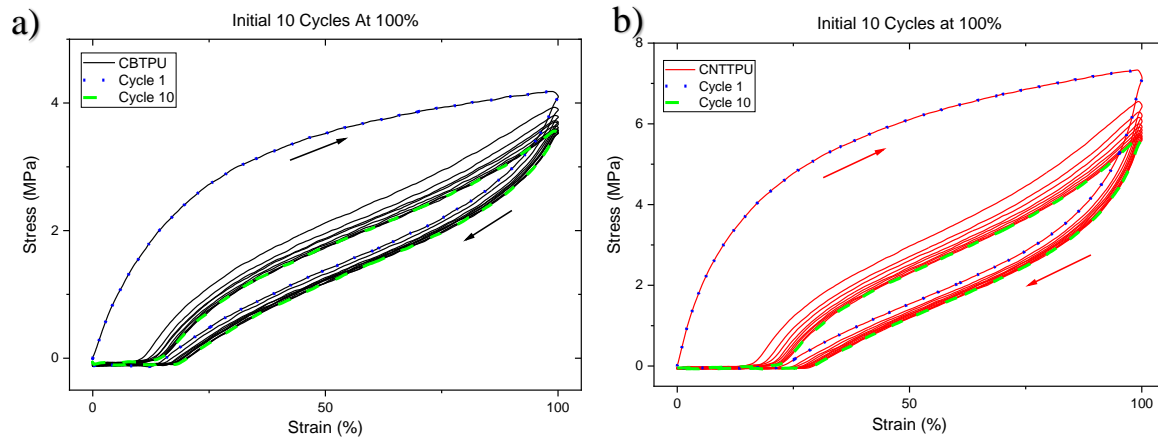 a)
Initial 10 Cycles At 100%
CBTPU
Cycle 1
Cycle 10
4
2
0
Stress (MPa)
0
50
100
Strain (%)
b)
Initial 10 Cycles at 100%
CNTTPU
Cycle 1
Cycle 10
8
6
4
2
0
Stress (MPa)
0
50
100
Strain (%)